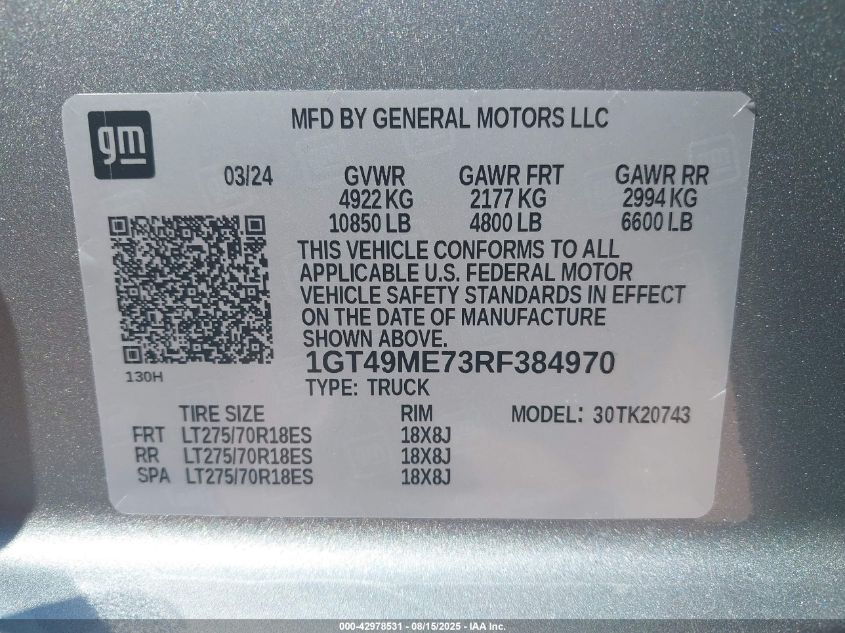 gm
MFD BY GENERAL MOTORS LLC
03/24 GVWR GAWR FRT GAWR RR
4922 KG 2177 KG 2994 KG
10850 LB 4800 LB 6600 LB
THIS VEHICLE CONFORMS TO ALL
APPLICABLE U.S. FEDERAL MOTOR
VEHICLE SAFETY STANDARDS IN EFFECT
ON THE DATE OF MANUFACTURE
SHOWN ABOVE.
1GT49ME73RF384970
130H
TYPE: TRUCK
TIRE SIZE RIM MODEL: 30TK20743
FRT LT275/70R18ES 18X8J
RR LT275/70R18ES 18X8J
SPA LT275/70R18ES 18X8J
000-42978531 - 08/15/2025 - IAA Inc.